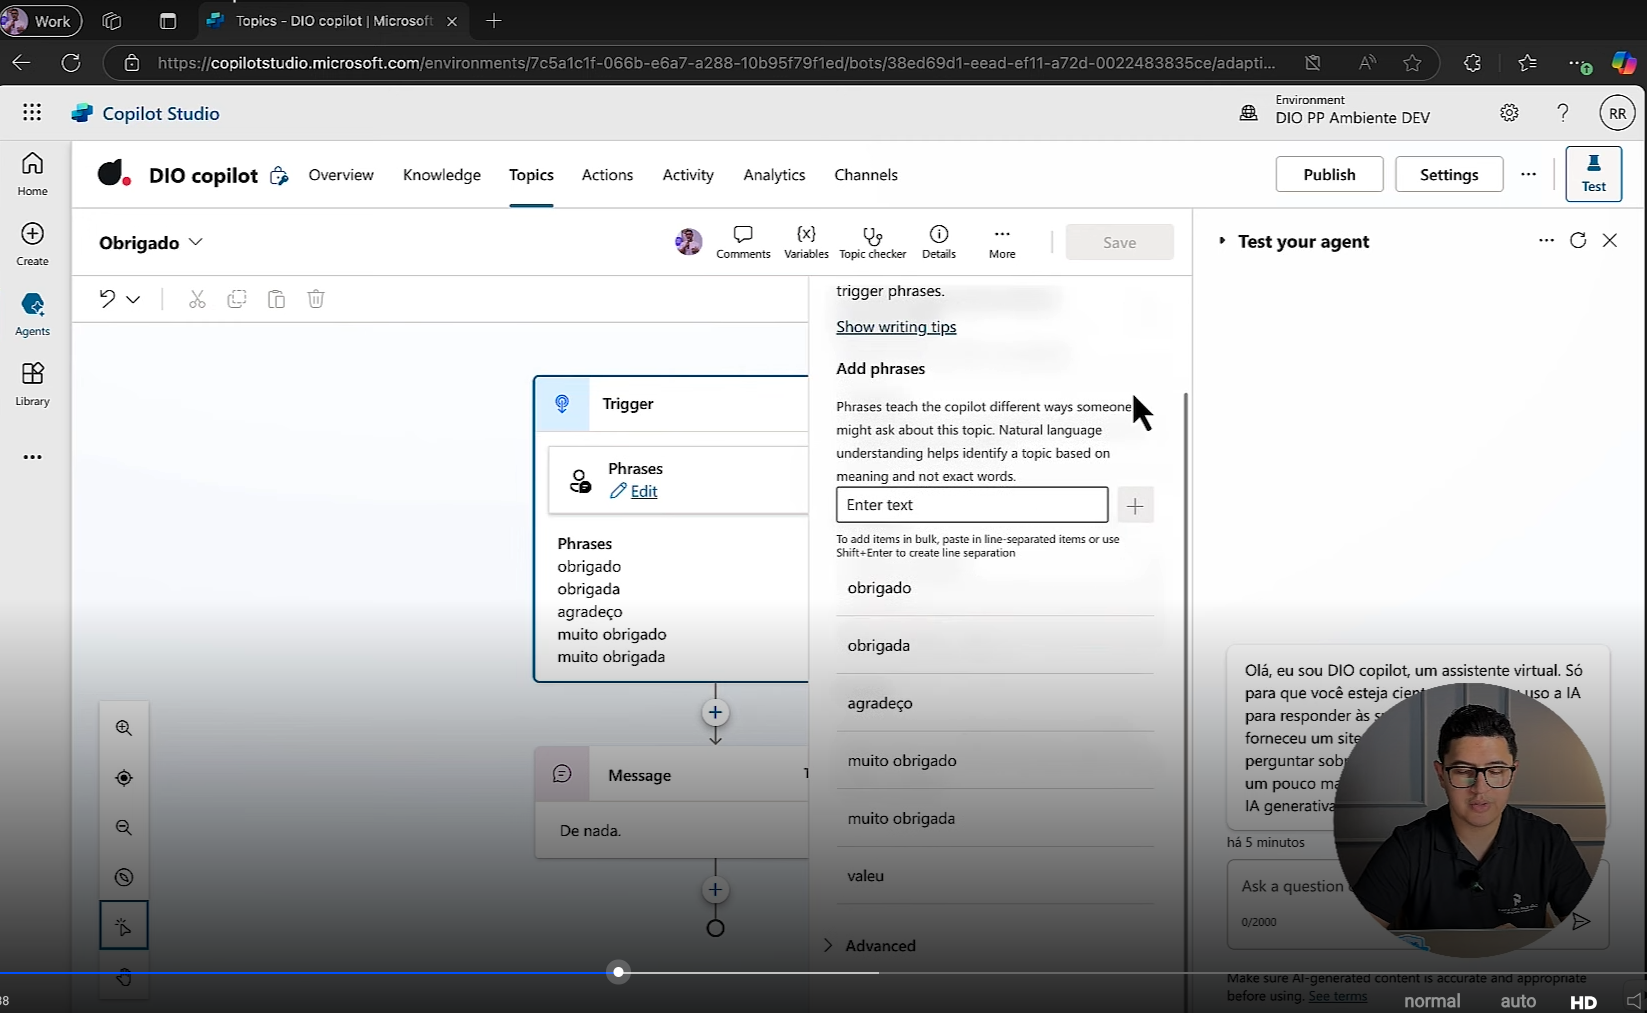 Work
Topics - DIO copilot | Microsoft
https://copilotstudio.microsoft.com/environments/7c5a1c1f-066b-e6a7-a288-10b95f79f1ed/bots/38ed69d1-eead-ef11-a72d-0022483835ce/adapti...
Copilot Studio
Environment
DIO PP Ambiente DEV
RR
Home
Create
Agents
Library
DIO copilot
Overview
Knowledge
Topics
Actions
Activity
Analytics
Channels
Publish
Settings
Test
Obrigado
Comments
Variables
Topic checker
Details
More
Save
Test your agent
Trigger
Phrases
Edit
Phrases
obrigado
obrigada
agradeço
muito obrigado
muito obrigada
Message
De nada.
trigger phrases.
Show writing tips
Add phrases
Phrases teach the copilot different ways someone
might ask about this topic. Natural language
understanding helps identify a topic based on
meaning and not exact words.
Enter text
To add items in bulk, paste in line-separated items or use
Shift+Enter to create line separation
obrigado
obrigada
agradeço
muito obrigado
muito obrigada
valeu
Advanced
Olá, eu sou DIO copilot, um assistente virtual. Só
para que você esteja uso a IA
para responder às
forneceu um site
perguntar
um pouco
IA generativa
há 5 minutos
Ask a question
0/2000
Make sure AI-generated content is accurate and appropriate
before using. See terms
38
normal
auto
HD